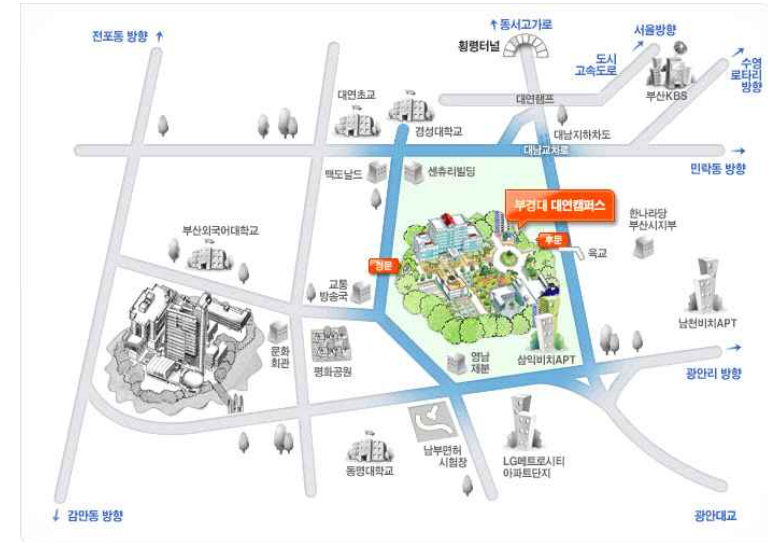 전포동 방향 ↑
↑ 동서고가로
횡령터널
서울방향
도시
고속도로
수영
로타리
방향
부산KBS
대연초교
대연램프
경성대학교
대남지하차도
대남교차로
민락동 방향
맥도날드
센츄리빌딩
부경대 대연캠퍼스
한나라당
부산시지부
부산외국어대학교
후문
육교
정문
교통
방송국
남천비치APT
문화
회관
평화공원
영남
제분
삼익비치APT
광안리 방향
남부면허
시험장
동명대학교
LG메트로시티
아파트단지
↓ 감만동 방향
광안대교